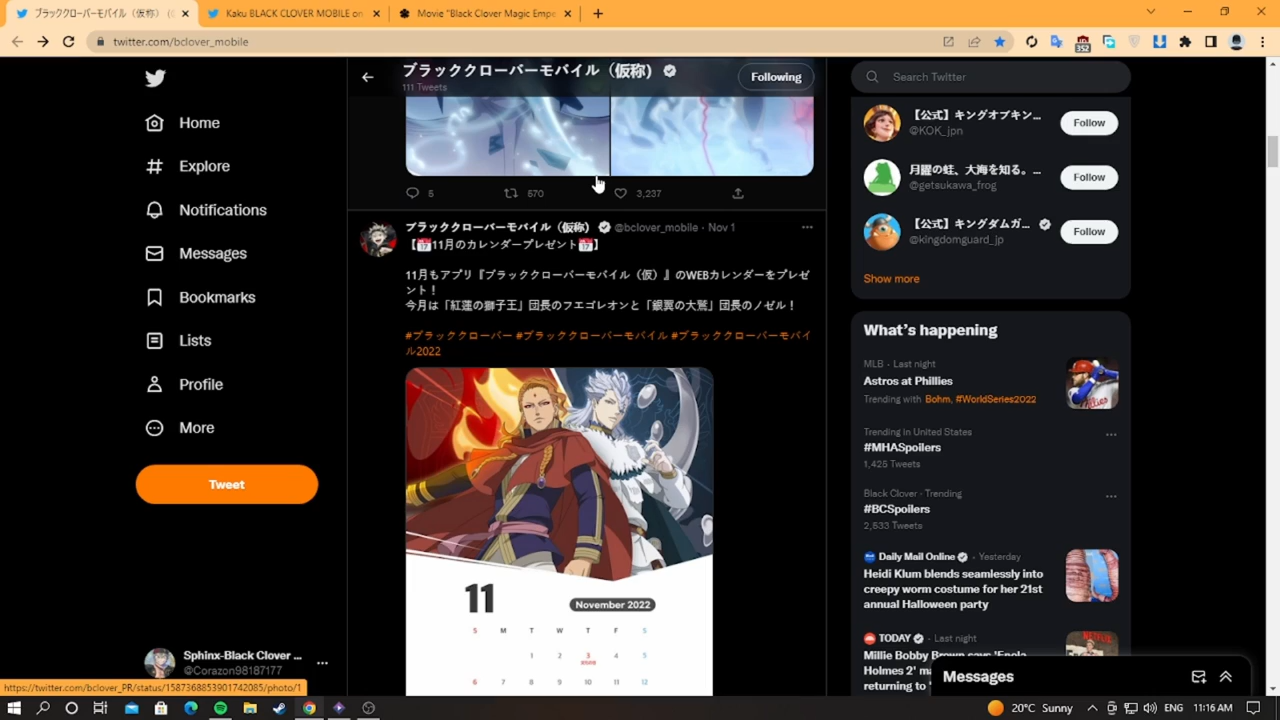 ブラッククローバーモバイル（仮称）
Kaku BLACK CLOVER MOBILE on
Movie "Black Clover Magic Empe
twitter.com/bclover_mobile
352
ブラッククローバーモバイル（仮称）
111 Tweets
Following
Search Twitter
Home
Explore
Notifications
Messages
Bookmarks
Lists
Profile
More
Tweet
Sphinx-Black Clover ...
@Corazon98187177
https://twitter.com/bclover_PR/status/1587368853901742085/photo/1
5
570
3,237
ブラッククローバーモバイル（仮称） @bclover_mobile · Nov 1
【📅11月のカレンダープレゼント📅】
11月もアプリ『ブラッククローバーモバイル（仮）』のWEBカレンダーをプレゼ
ント！
今月は「紅蓮の獅子王」団長のフエゴレオンと「銀翼の大鷲」団長のノゼル！
#ブラッククローバー #ブラッククローバーモバイル #ブラッククローバーモバイ
ル2022
11
November 2022
S M T W T F S
1 2 3 4 5
6 7 8 9 10 11 12
【公式】キングオブキン...
@KOK_jpn
Follow
月曜の蛙、大海を知る。...
@getsukawa_frog
Follow
【公式】キングダムガ...
@kingdomguard_jp
Follow
Show more
What's happening
MLB · Last night
Astros at Phillies
Trending with Bohm, #WorldSeries2022
Trending in United States
#MHASpoilers
1,425 Tweets
Black Clover · Trending
#BCSpoilers
2,533 Tweets
Daily Mail Online · Yesterday
Heidi Klum blends seamlessly into
creepy worm costume for her 21st
annual Halloween party
TODAY · Last night
Millie Bobby Brown says 'Enola
Holmes 2' ma
returning to
Messages
20°C Sunny
ENG
11:16 AM